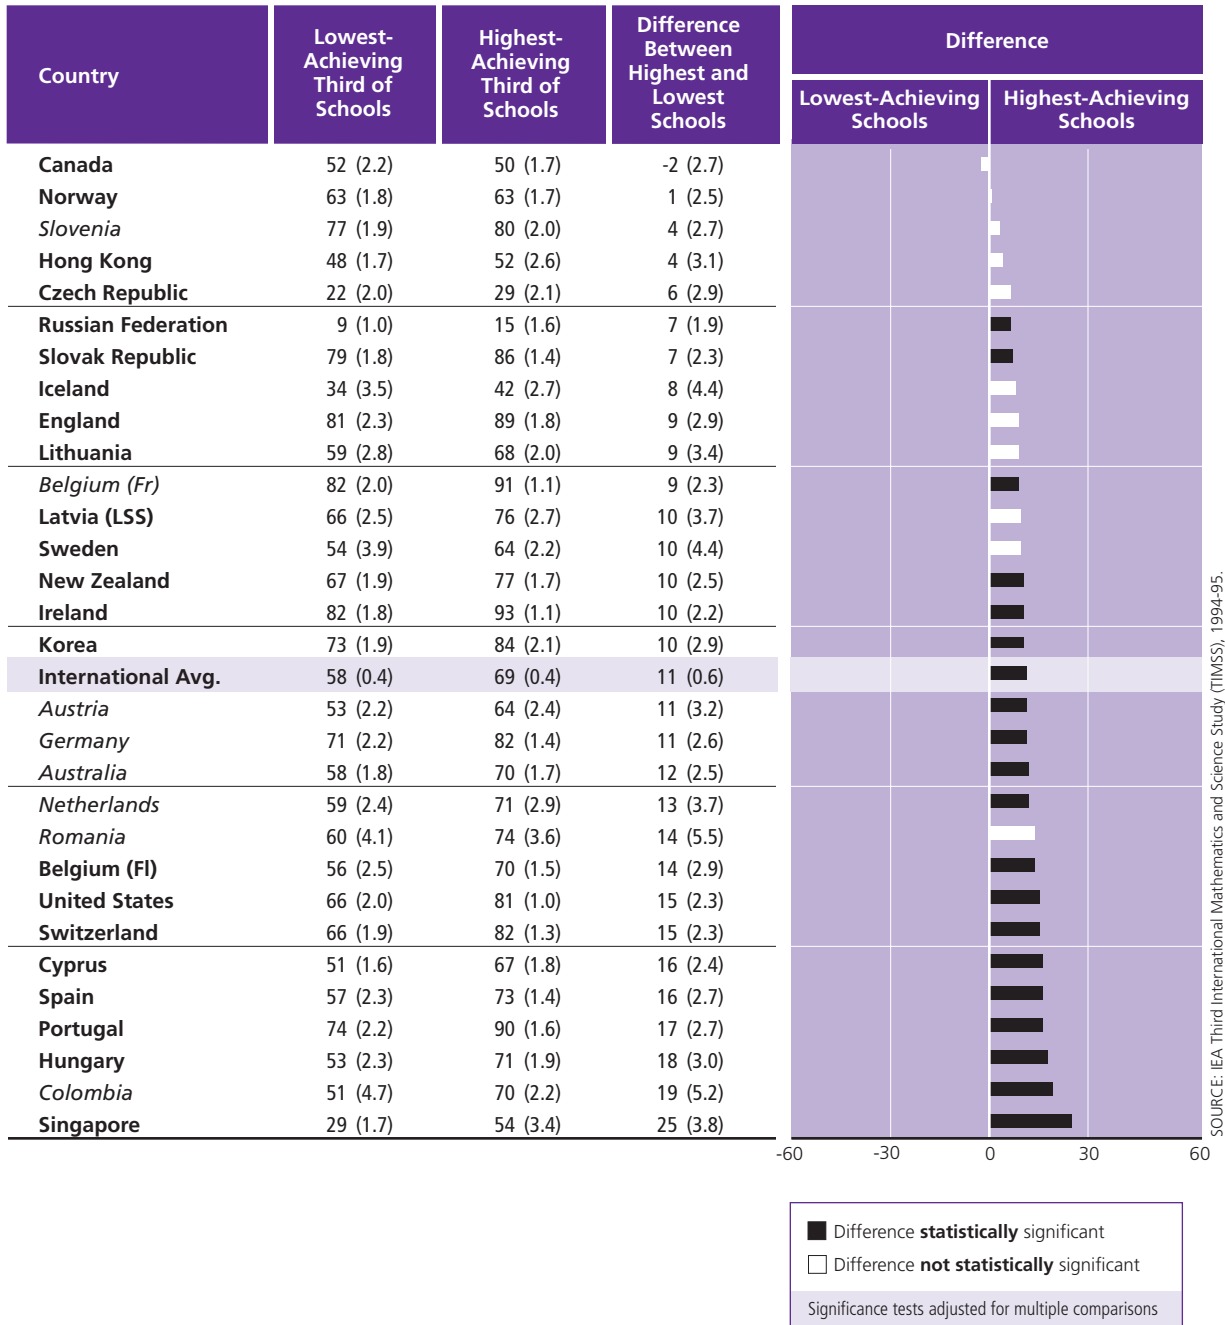 Country
Lowest-
Achieving
Third of
Schools
Highest-
Achieving
Third of
Schools
Difference
Between
Highest and
Lowest
Schools
Difference
Lowest-Achieving
Schools
Highest-Achieving
Schools
Canada 52 (2.2) 50 (1.7) -2 (2.7)
Norway 63 (1.8) 63 (1.7) 1 (2.5)
Slovenia 77 (1.9) 80 (2.0) 4 (2.7)
Hong Kong 48 (1.7) 52 (2.6) 4 (3.1)
Czech Republic 22 (2.0) 29 (2.1) 6 (2.9)
Russian Federation 9 (1.0) 15 (1.6) 7 (1.9)
Slovak Republic 79 (1.8) 86 (1.4) 7 (2.3)
Iceland 34 (3.5) 42 (2.7) 8 (4.4)
England 81 (2.3) 89 (1.8) 9 (2.9)
Lithuania 59 (2.8) 68 (2.0) 9 (3.4)
Belgium (Fr) 82 (2.0) 91 (1.1) 9 (2.3)
Latvia (LSS) 66 (2.5) 76 (2.7) 10 (3.7)
Sweden 54 (3.9) 64 (2.2) 10 (4.4)
New Zealand 67 (1.9) 77 (1.7) 10 (2.5)
Ireland 82 (1.8) 93 (1.1) 10 (2.2)
Korea 73 (1.9) 84 (2.1) 10 (2.9)
International Avg. 58 (0.4) 69 (0.4) 11 (0.6)
Austria 53 (2.2) 64 (2.4) 11 (3.2)
Germany 71 (2.2) 82 (1.4) 11 (2.6)
Australia 58 (1.8) 70 (1.7) 12 (2.5)
Netherlands 59 (2.4) 71 (2.9) 13 (3.7)
Romania 60 (4.1) 74 (3.6) 14 (5.5)
Belgium (Fl) 56 (2.5) 70 (1.5) 14 (2.9)
United States 66 (2.0) 81 (1.0) 15 (2.3)
Switzerland 66 (1.9) 82 (1.3) 15 (2.3)
Cyprus 51 (1.6) 67 (1.8) 16 (2.4)
Spain 57 (2.3) 73 (1.4) 16 (2.7)
Portugal 74 (2.2) 90 (1.6) 17 (2.7)
Hungary 53 (2.3) 71 (1.9) 18 (3.0)
Colombia 51 (4.7) 70 (2.2) 19 (5.2)
Singapore 29 (1.7) 54 (3.4) 25 (3.8)
-60 -30 0 30 60
Difference statistically significant
Difference not statistically significant
Significance tests adjusted for multiple comparisons
SOURCE: IEA Third International Mathematics and Science Study (TIMSS), 1994-95.